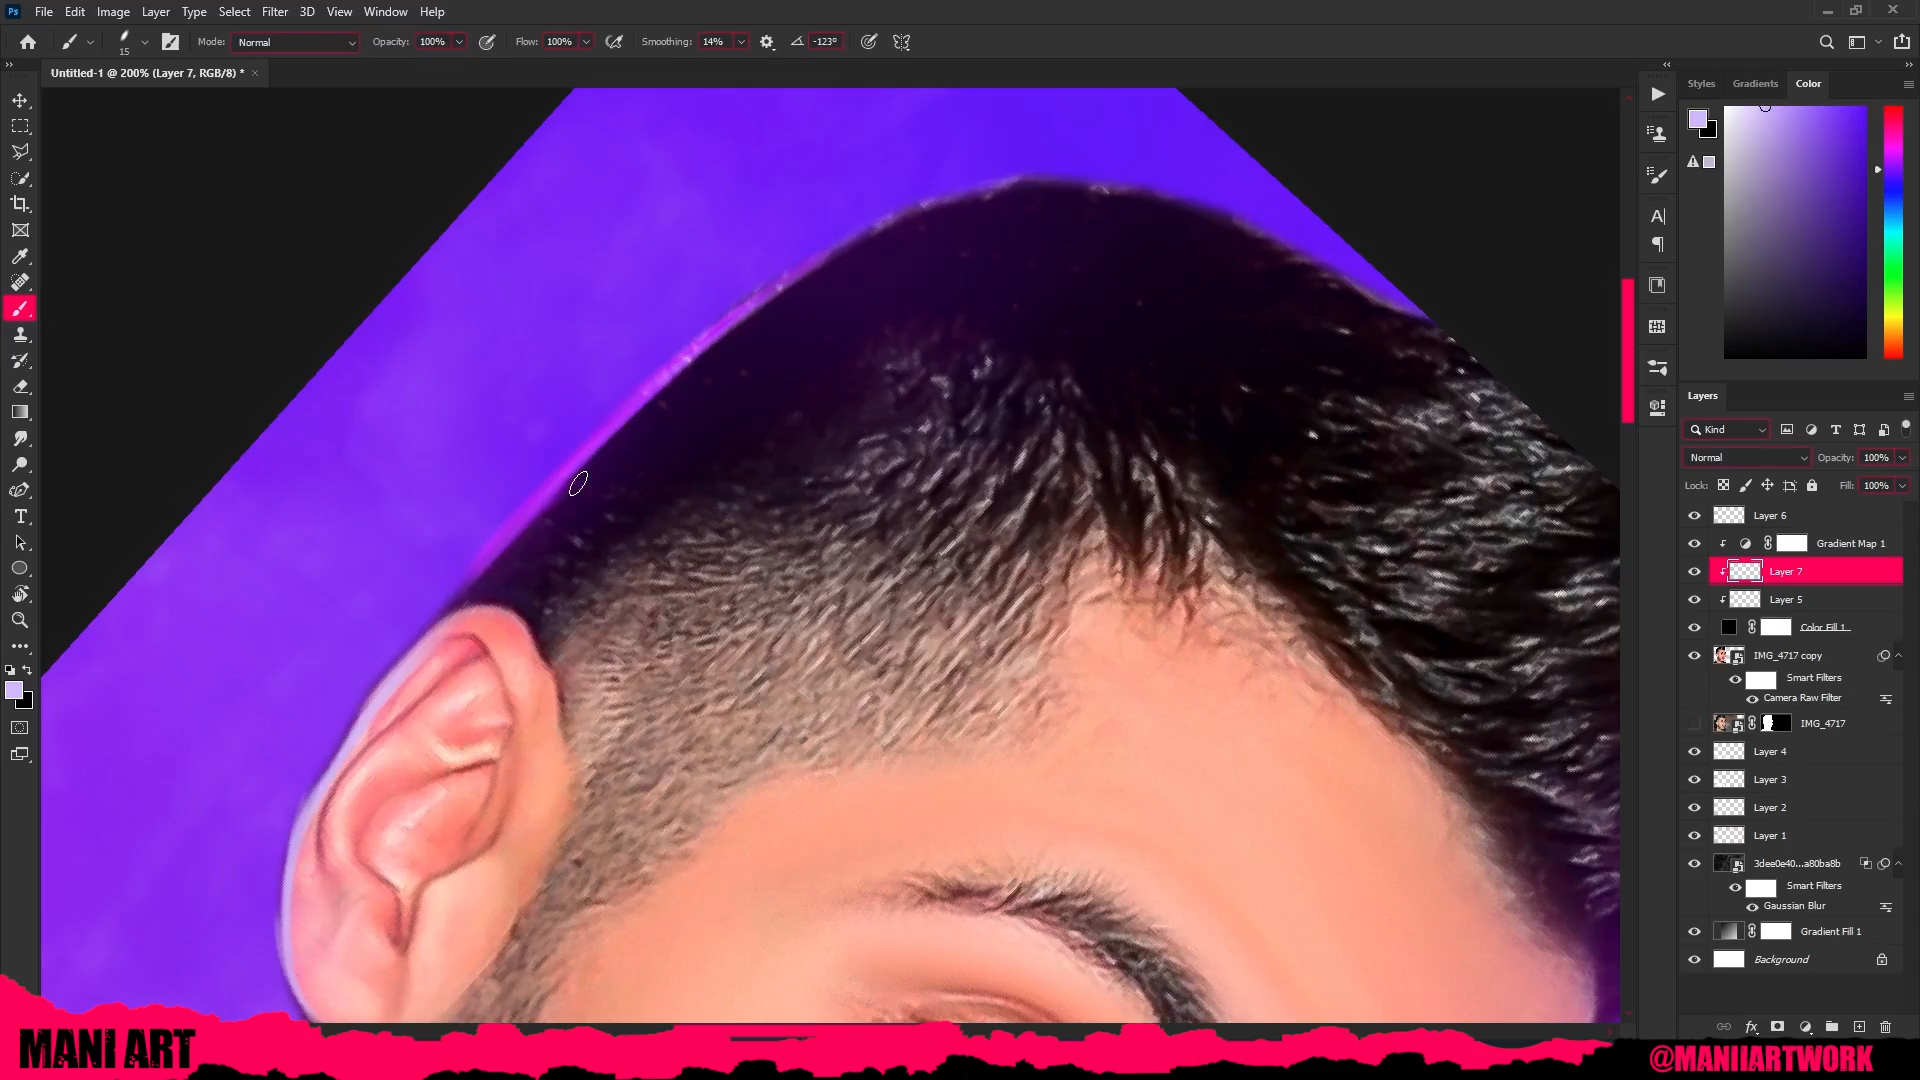 Ps File Edit Image Layer Type Select Filter 3D View Window Help
15 Mode: Normal Opacity: 100% Flow: 100% Smoothing: 14% -123°
Untitled-1 @ 200% (Layer 7, RGB/8) * ×
Styles Gradients Color
Layers
Kind
Normal Opacity: 100%
Lock: Fill: 100%
Layer 6
Gradient Map 1
Layer 7
Layer 5
Color Fill 1
IMG_4717 copy
Smart Filters
Camera Raw Filter
IMG_4717
Layer 4
Layer 3
Layer 2
Layer 1
3dee0e40...a80ba8b
Smart Filters
Gaussian Blur
Gradient Fill 1
Background
fx
MANI ART
@MANIIARTWORK